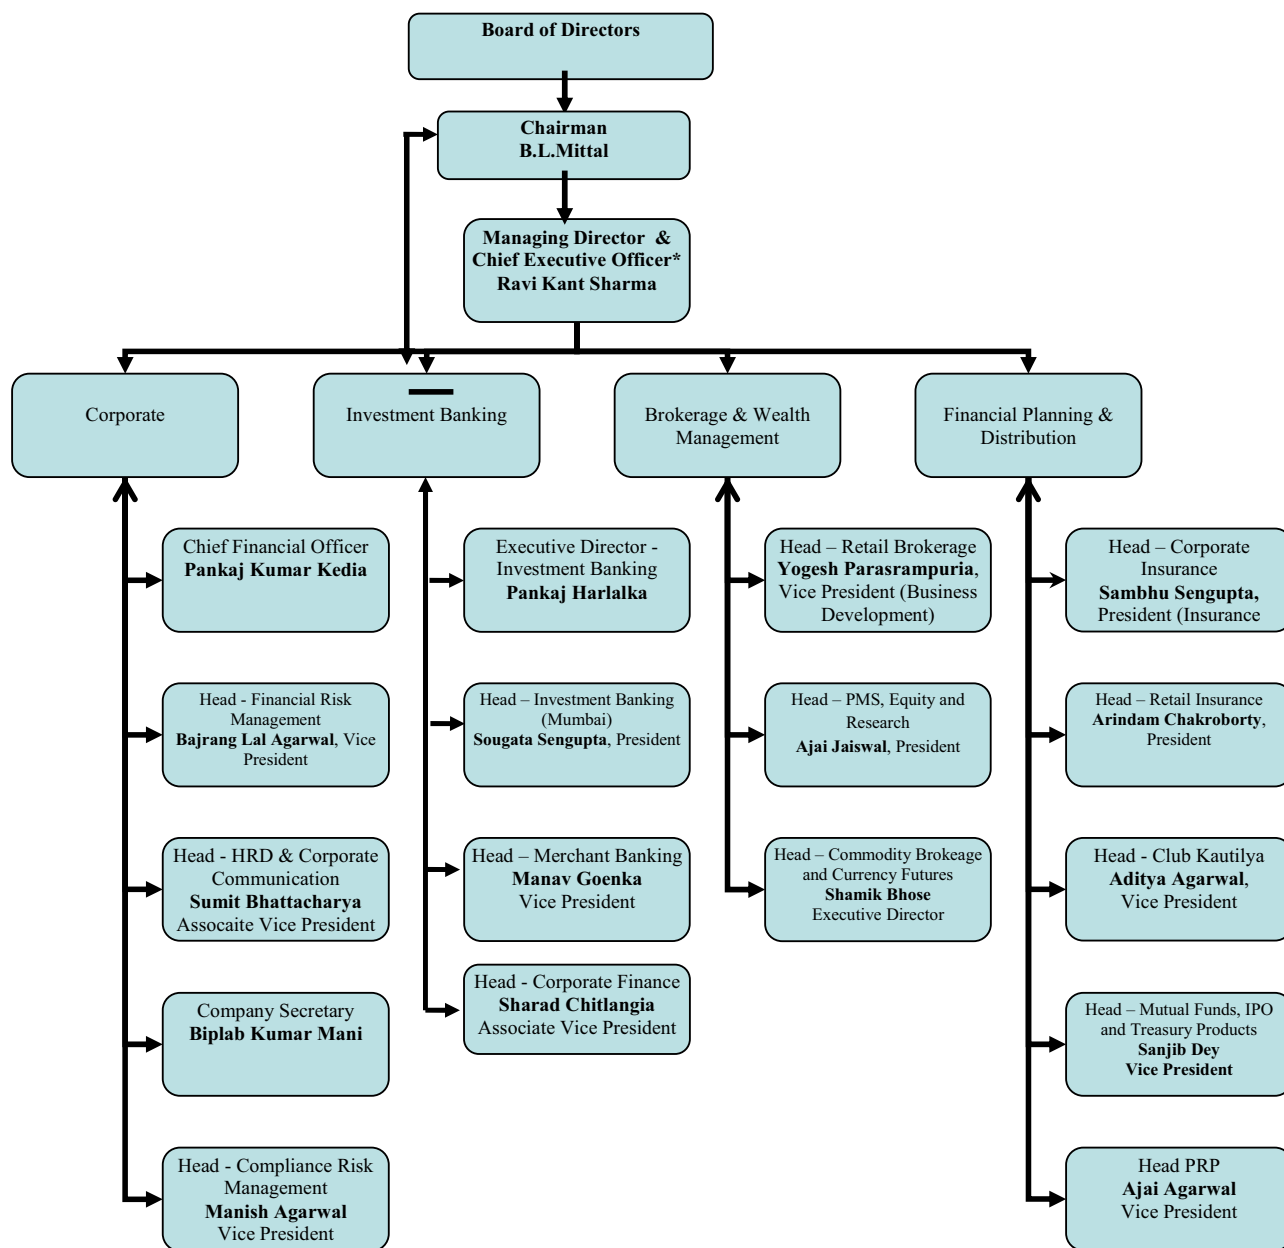 Board of Directors
Chairman
B.L.Mittal
Managing Director &
Chief Executive Officer*
Ravi Kant Sharma
Corporate
Investment Banking
Brokerage & Wealth
Management
Financial Planning &
Distribution
Chief Financial Officer
Pankaj Kumar Kedia
Head - Financial Risk
Management
Bajrang Lal Agarwal, Vice
President
Head - HRD & Corporate
Communication
Sumit Bhattacharya
Assocaite Vice President
Company Secretary
Biplab Kumar Mani
Head - Compliance Risk
Management
Manish Agarwal
Vice President
Executive Director -
Investment Banking
Pankaj Harlalka
Head – Investment Banking
(Mumbai)
Sougata Sengupta, President
Head – Merchant Banking
Manav Goenka
Vice President
Head - Corporate Finance
Sharad Chitlangia
Associate Vice President
Head – Retail Brokerage
Yogesh Parasrampuria,
Vice President (Business
Development)
Head – PMS, Equity and
Research
Ajai Jaiswal, President
Head – Commodity Brokeage
and Currency Futures
Shamik Bhose
Executive Director
Head – Corporate
Insurance
Sambhu Sengupta,
President (Insurance
Head – Retail Insurance
Arindam Chakroborty,
President
Head - Club Kautilya
Aditya Agarwal,
Vice President
Head – Mutual Funds, IPO
and Treasury Products
Sanjib Dey
Vice President
Head PRP
Ajai Agarwal
Vice President